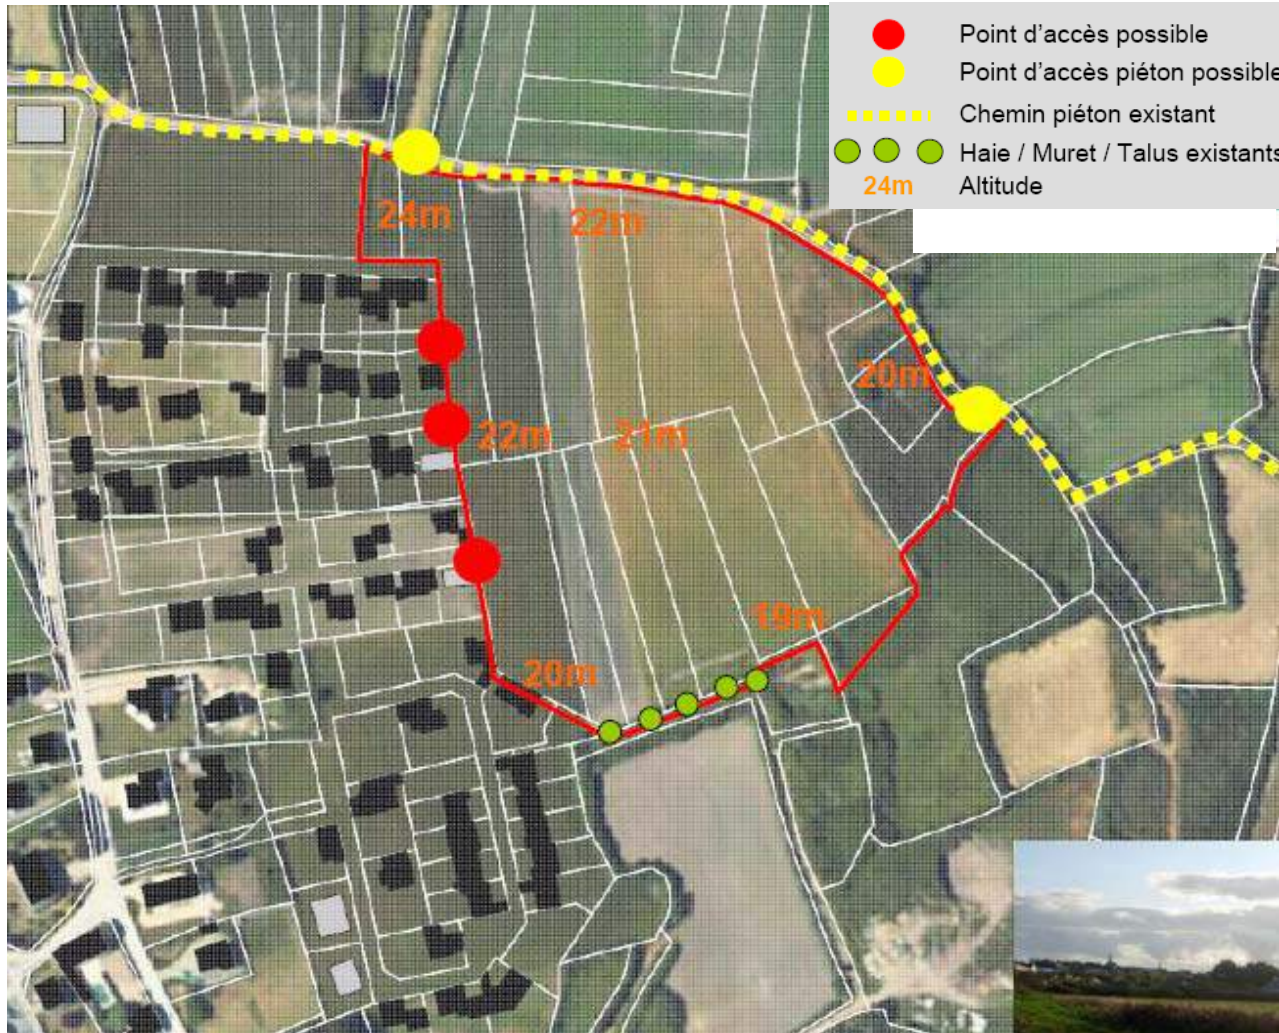 Point d'accès possible
Point d'accès piéton possible
Chemin piéton existant
Haie / Muret / Talus existants
24m Altitude
24m
22m
20m
22m
21m
19m
20m